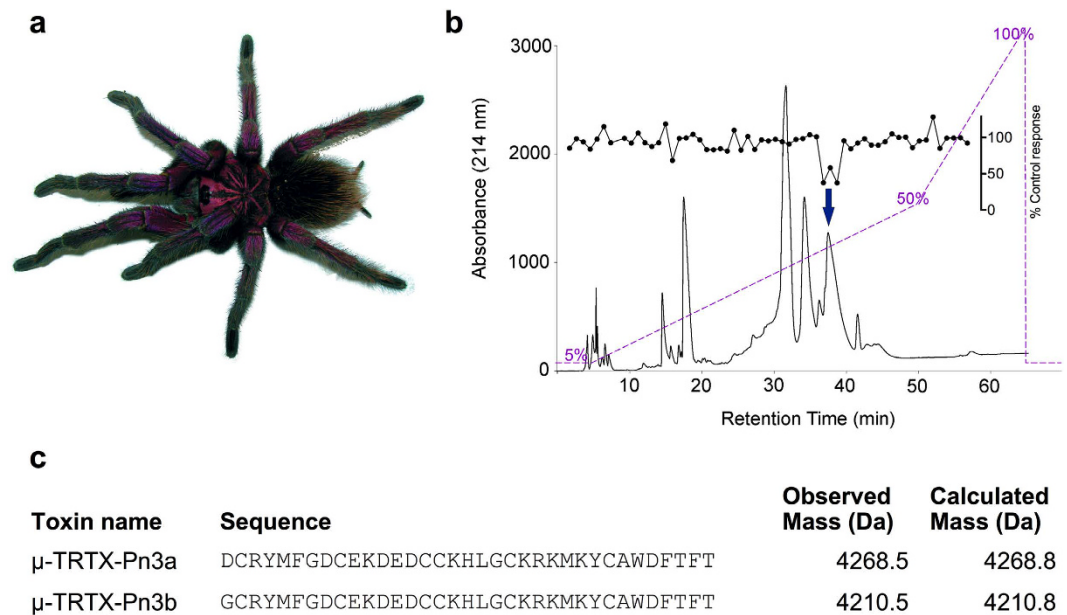 a
b
3000
2000
1000
0
Absorbance (214 nm)
10 20 30 40 50 60
Retention Time (min)
5%
50%
100%
100
50
0
% Control response
c
Toxin name Sequence Observed Mass (Da) Calculated Mass (Da)
μ-TRTX-Pn3a DCRYMFGDCEKDEDCCKHLGCKRKMKYCAWDFTFT 4268.5 4268.8
μ-TRTX-Pn3b GCRYMFGDCEKDEDCCKHLGCKRKMKYCAWDFTFT 4210.5 4210.8